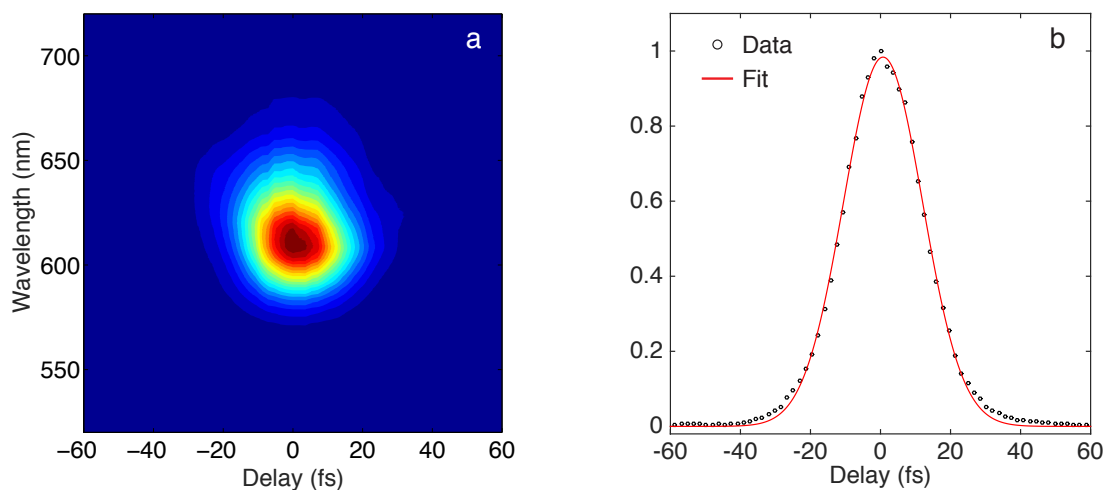 a
700
650
600
550
Wavelength (nm)
−60 −40 −20 0 20 40 60
Delay (fs)
b
Data
Fit
1
0.8
0.6
0.4
0.2
0
-60 -40 -20 0 20 40 60
Delay (fs)